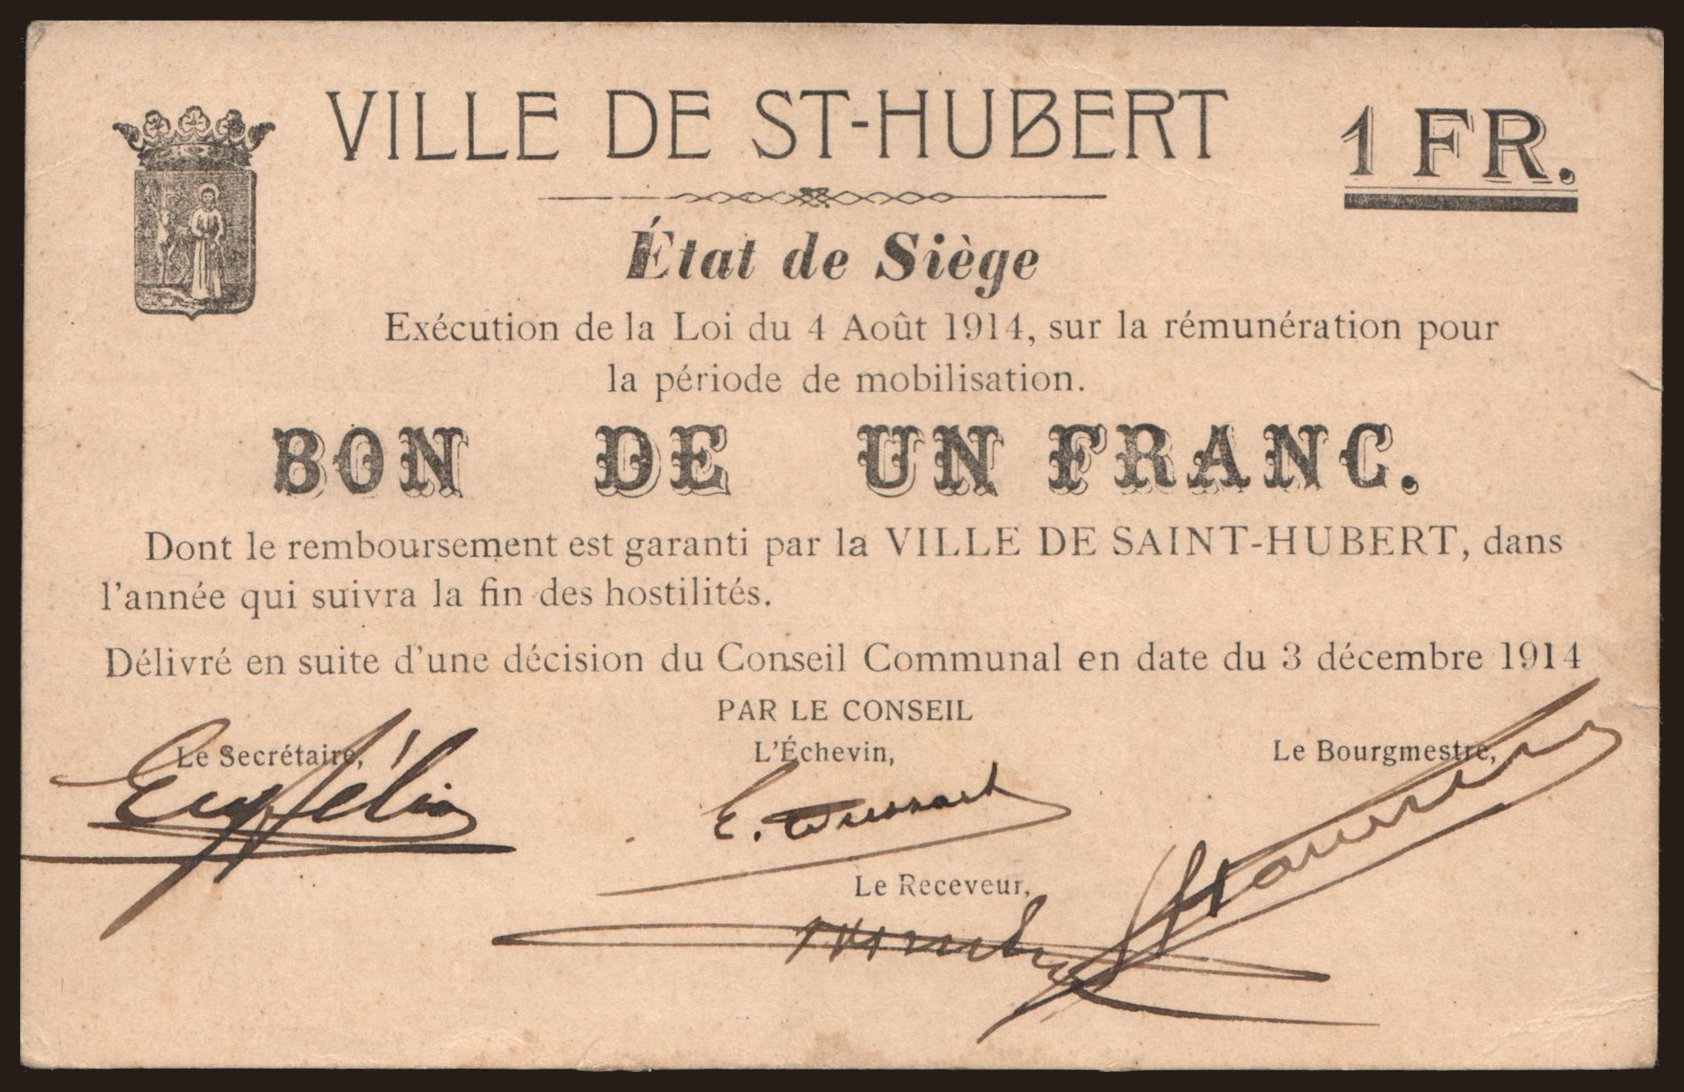 VILLE DE ST-HUBERT
1 FR.
État de Siège
Exécution de la Loi du 4 Août 1914, sur la rémunération pour
la période de mobilisation.
BON DE UN FRANC.
Dont le remboursement est garanti par la VILLE DE SAINT-HUBERT, dans
l'année qui suivra la fin des hostilités.
Délivré en suite d'une décision du Conseil Communal en date du 3 décembre 1914
PAR LE CONSEIL
Le Secrétaire, L'Échevin, Le Bourgmestre,
E.
Le Receveur,